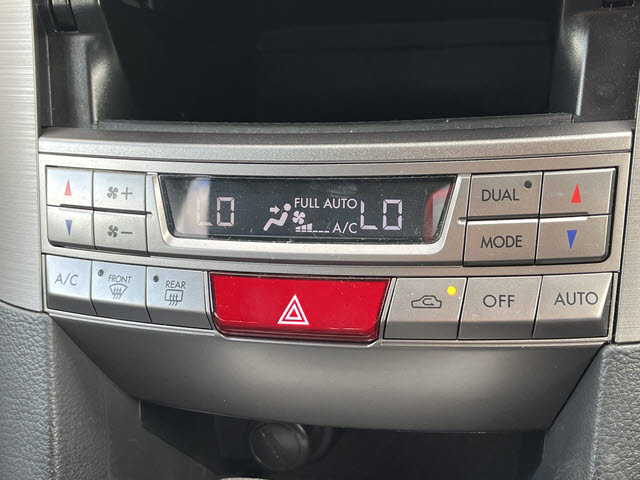 LO FULL AUTO A/C LO
DUAL
MODE
A/C
FRONT
REAR
OFF
AUTO